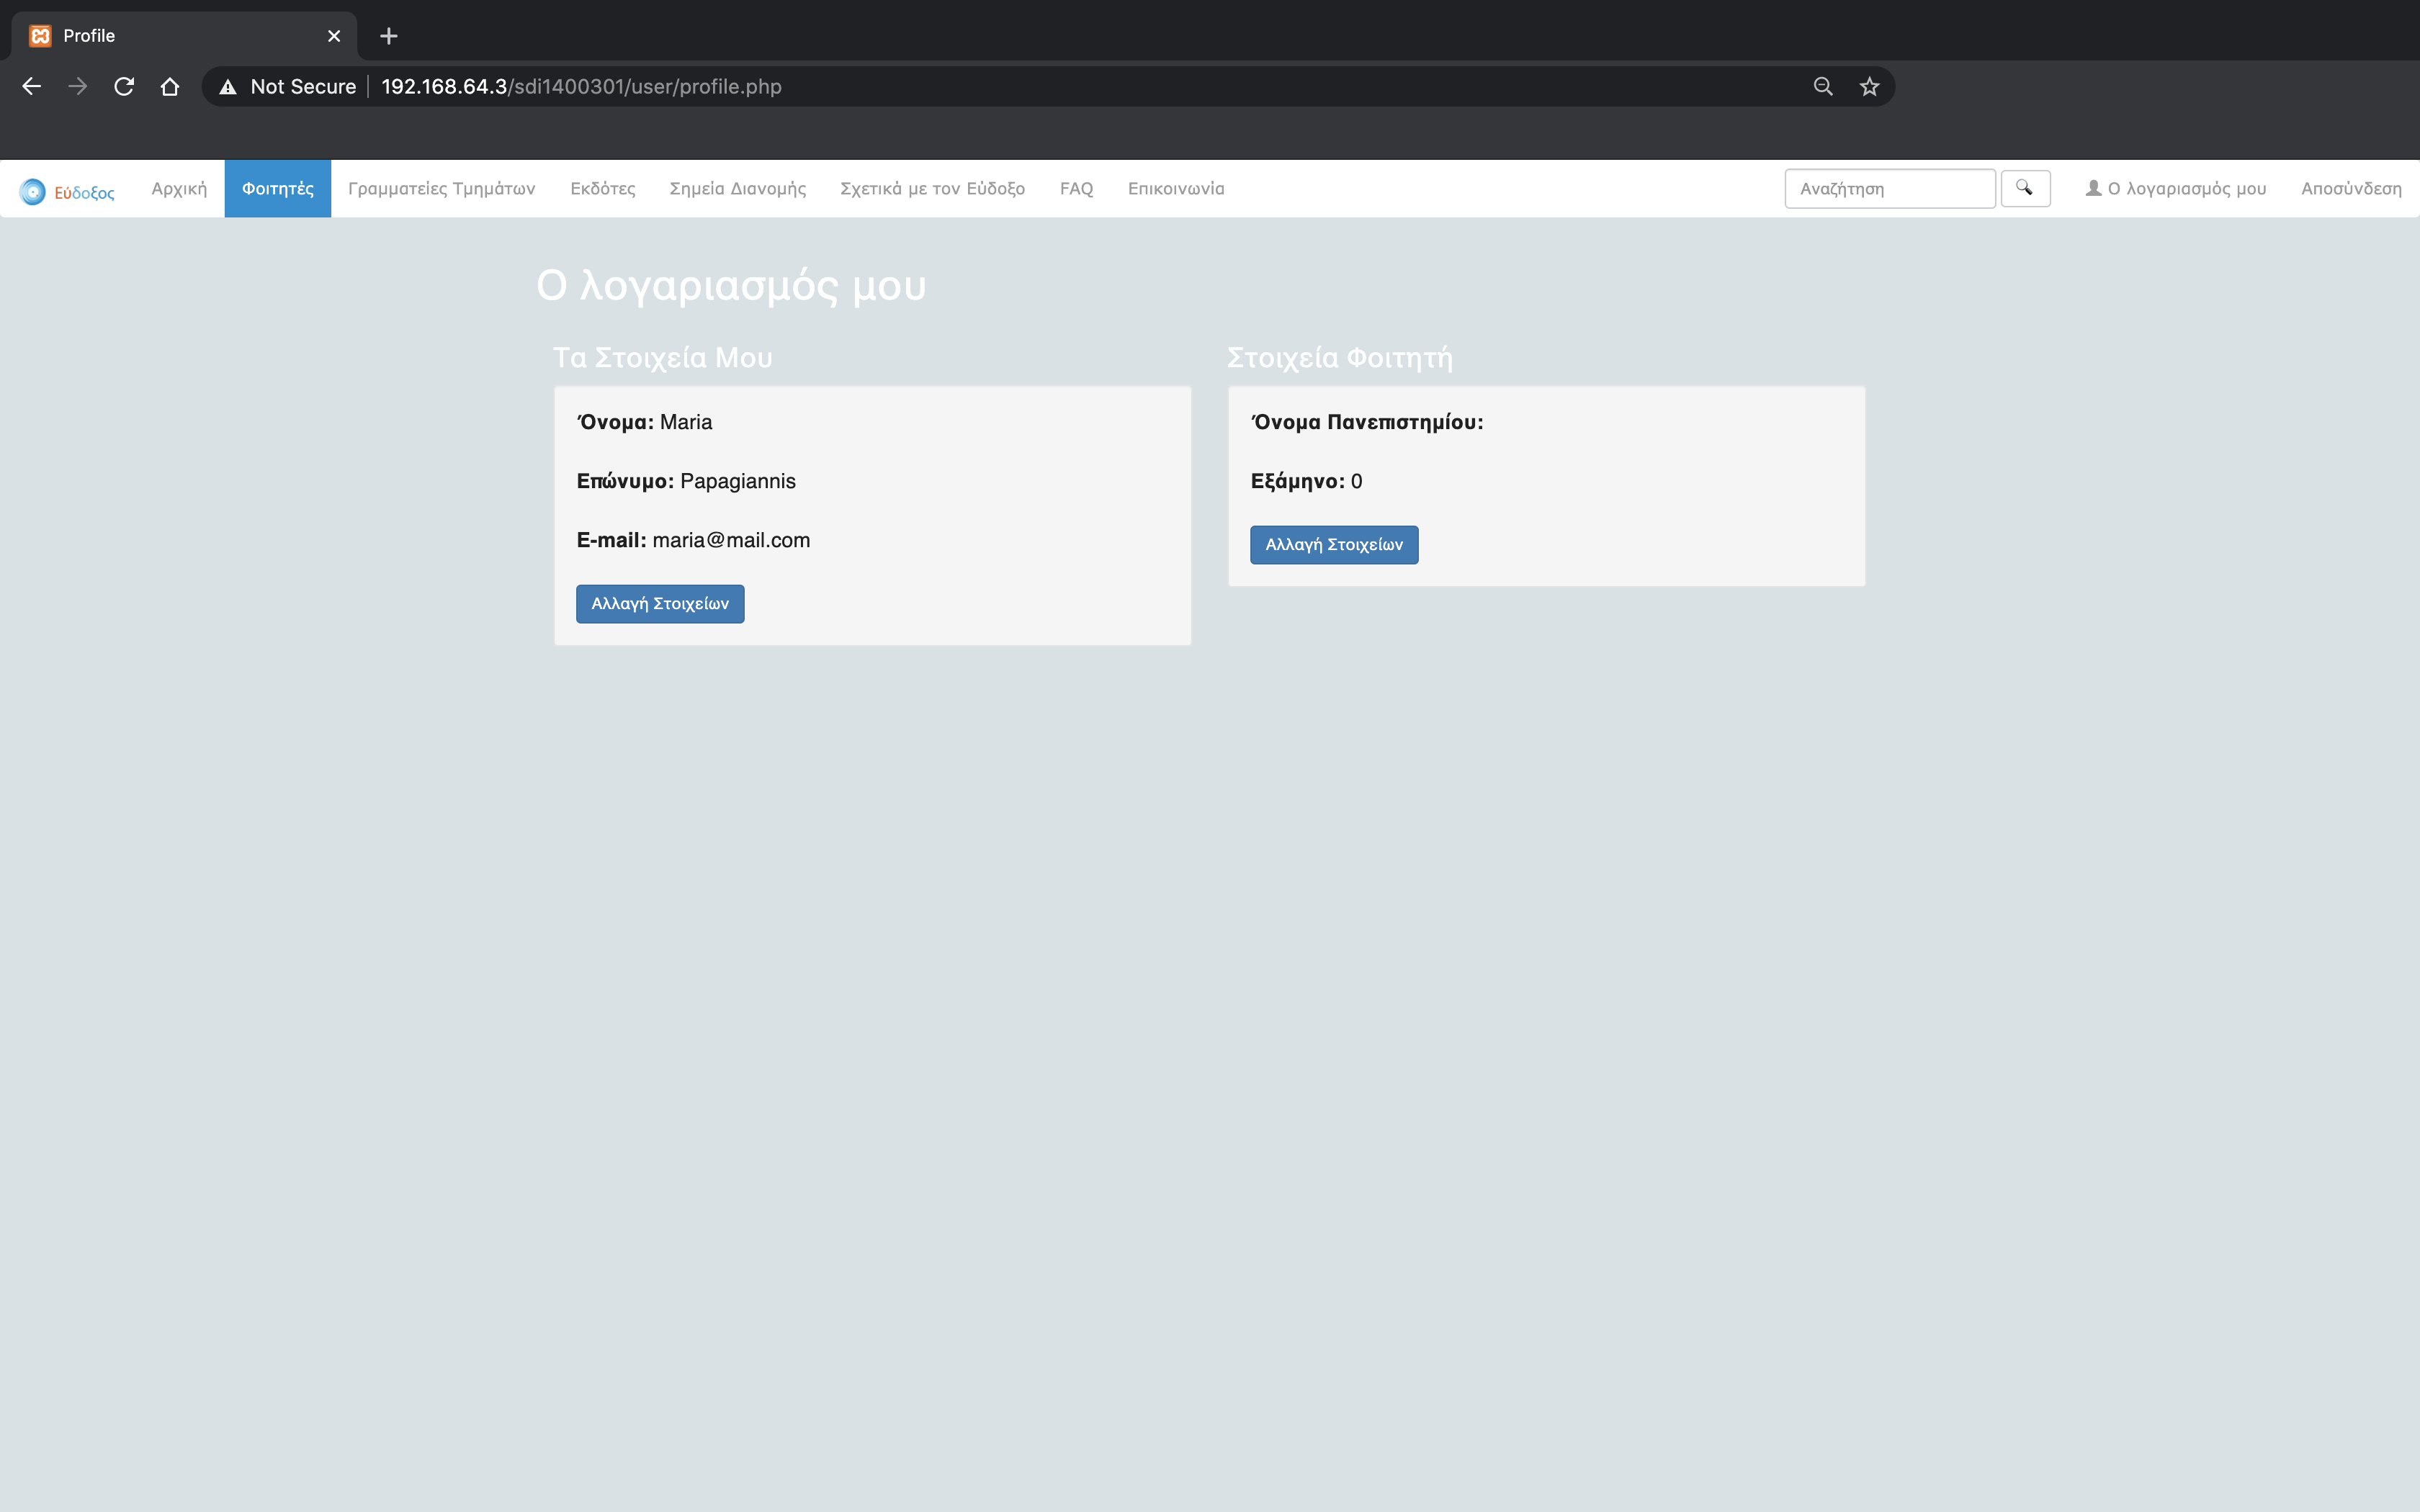 Profile
Not Secure | 192.168.64.3/sdi1400301/user/profile.php
Εύδοξος Αρχική Φοιτητές Γραμματείες Τμημάτων Εκδότες Σημεία Διανομής Σχετικά με τον Εύδοξο FAQ Επικοινωνία Αναζήτηση Ο λογαριασμός μου Αποσύνδεση
Ο λογαριασμός μου
Τα Στοιχεία Μου
Όνομα: Maria
Επώνυμο: Papagiannis
E-mail: maria@mail.com
Αλλαγή Στοιχείων
Στοιχεία Φοιτητή
Όνομα Πανεπιστημίου:
Εξάμηνο: 0
Αλλαγή Στοιχείων